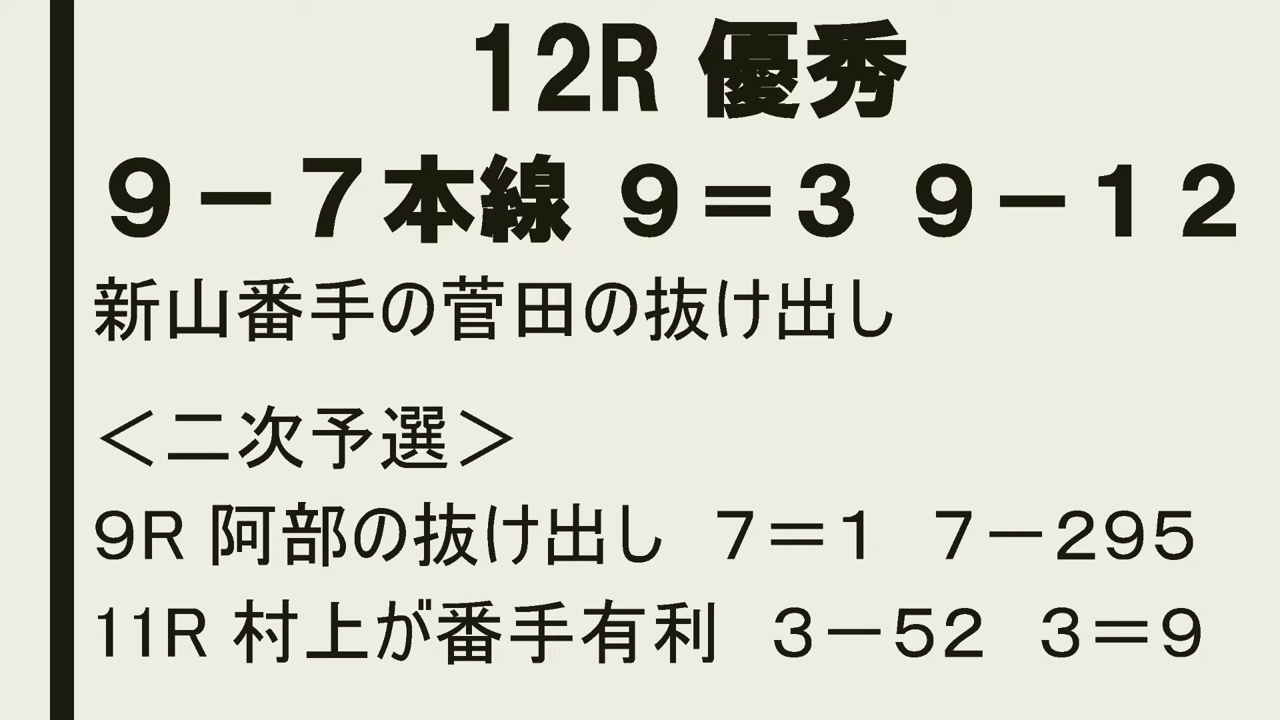 12R 優秀
９－７本線 ９＝３ ９－１２
新山番手の菅田の抜け出し
＜二次予選＞
９R 阿部の抜け出し ７＝１ ７－２９５
11R 村上が番手有利 ３－５２ ３＝９